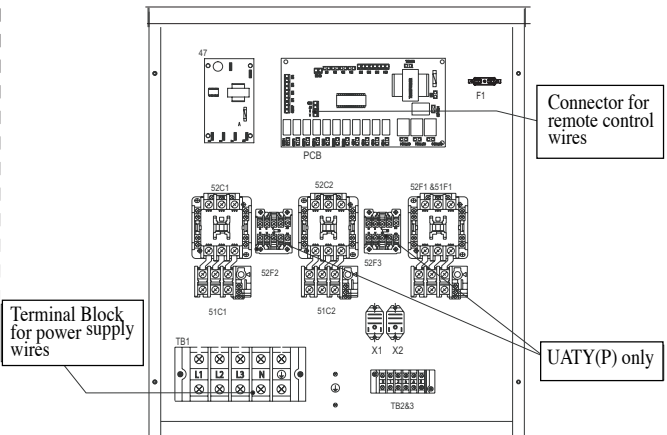 47
F1
PCB
Connector for
remote control
wires
52C1
52C2
52F1 &51F1
52F2
52F3
51C1
51C2
Terminal Block
for power supply
wires
X1
X2
UATY(P) only
TB1
L1
L2
L3
N
TB2&3